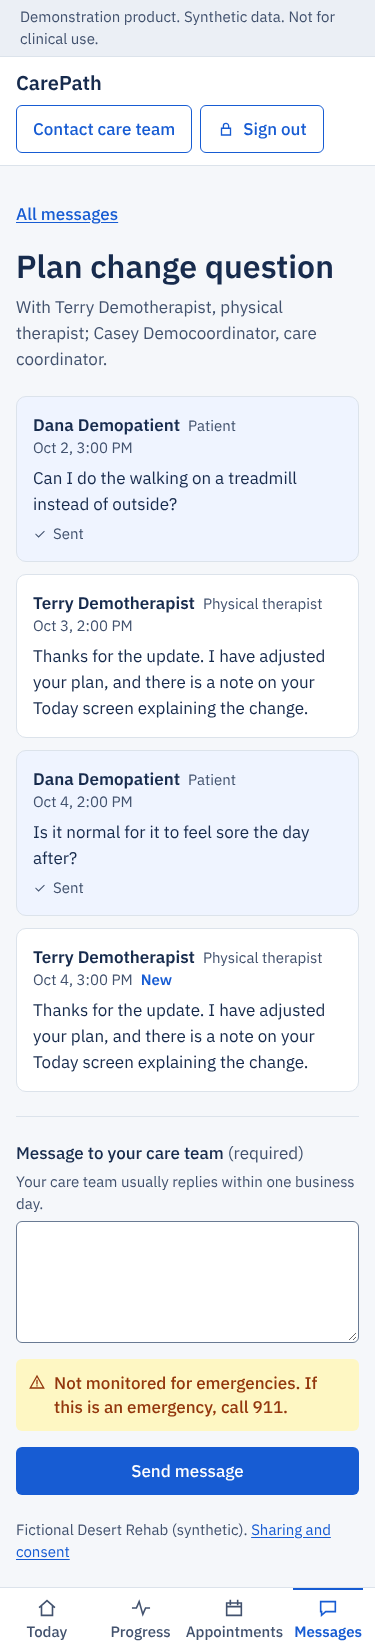 Demonstration product. Synthetic data. Not for
clinical use.
CarePath
Contact care team
Sign out
All messages
Plan change question
With Terry Demotherapist, physical
therapist; Casey Democoordinator, care
coordinator.
Dana Demopatient Patient
Oct 2, 3:00 PM
Can I do the walking on a treadmill
instead of outside?
✓ Sent
Terry Demotherapist Physical therapist
Oct 3, 2:00 PM
Thanks for the update. I have adjusted
your plan, and there is a note on your
Today screen explaining the change.
Dana Demopatient Patient
Oct 4, 2:00 PM
Is it normal for it to feel sore the day
after?
✓ Sent
Terry Demotherapist Physical therapist
Oct 4, 3:00 PM New
Thanks for the update. I have adjusted
your plan, and there is a note on your
Today screen explaining the change.
Message to your care team (required)
Your care team usually replies within one business
day.
Not monitored for emergencies. If
this is an emergency, call 911.
Send message
Fictional Desert Rehab (synthetic). Sharing and
consent
Today Progress Appointments Messages